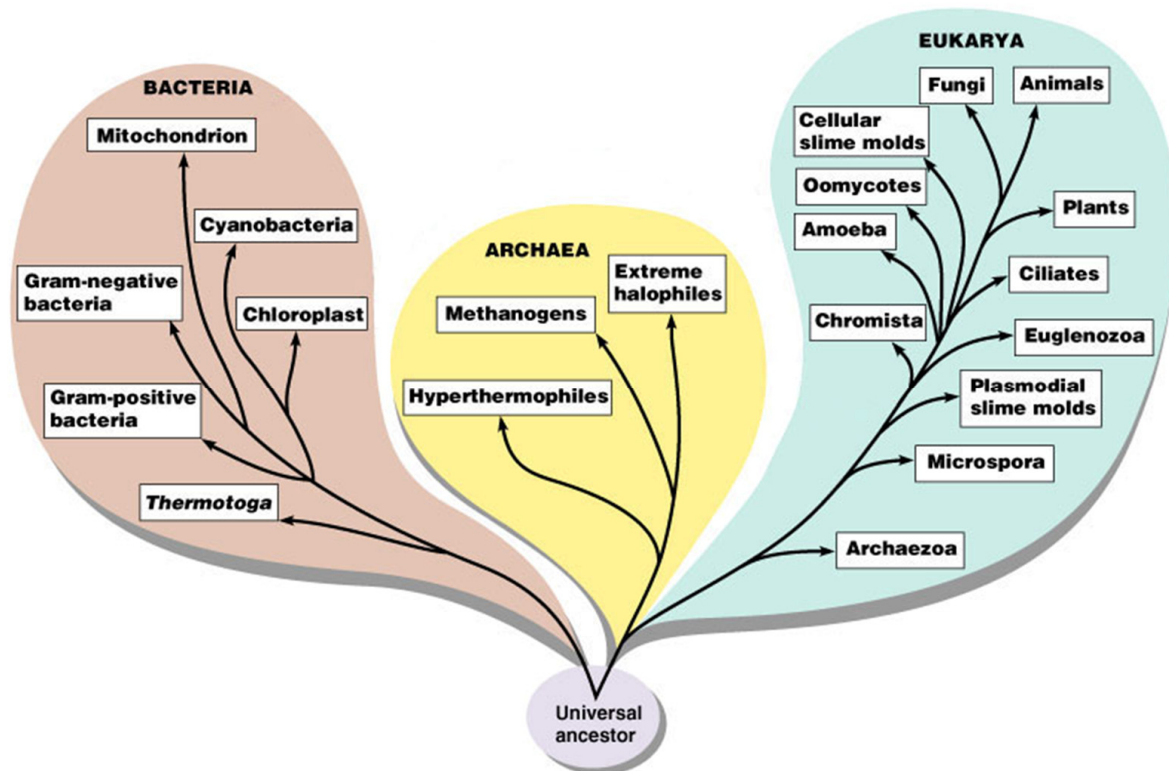 BACTERIA
Mitochondrion
Cyanobacteria
Gram-negative
bacteria
Chloroplast
Gram-positive
bacteria
Thermotoga
ARCHAEA
Extreme
halophiles
Methanogens
Hyperthermophiles
EUKARYA
Fungi
Animals
Cellular
slime molds
Oomycotes
Plants
Amoeba
Ciliates
Chromista
Euglenozoa
Plasmodial
slime molds
Microspora
Archaezoa
Universal
ancestor